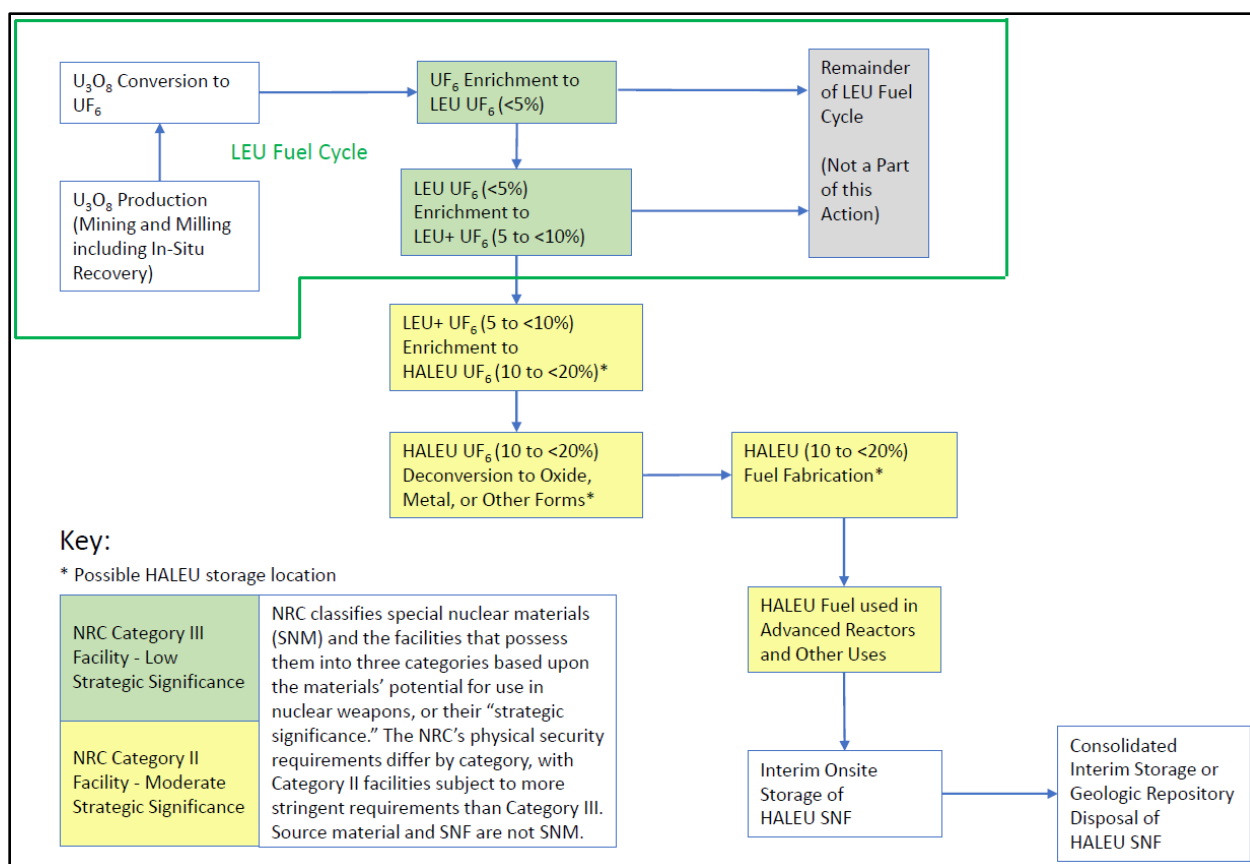 U₃O₈ Conversion to
UF₆
UF₆ Enrichment to
LEU UF₆ (<5%)
Remainder
of LEU Fuel
Cycle
(Not a Part
of this
Action)
LEU Fuel Cycle
U₃O₈ Production
(Mining and Milling
including In-Situ
Recovery)
LEU UF₆ (<5%)
Enrichment to
LEU+ UF₆ (5 to <10%)
LEU+ UF₆ (5 to <10%)
Enrichment to
HALEU UF₆ (10 to <20%)*
HALEU UF₆ (10 to <20%)
Deconversion to Oxide,
Metal, or Other Forms*
HALEU (10 to <20%)
Fuel Fabrication*
HALEU Fuel used in
Advanced Reactors
and Other Uses
Interim Onsite
Storage of
HALEU SNF
Consolidated
Interim Storage or
Geologic Repository
Disposal of
HALEU SNF
Key:
* Possible HALEU storage location
NRC Category III
Facility - Low
Strategic Significance
NRC Category II
Facility - Moderate
Strategic Significance
NRC classifies special nuclear materials
(SNM) and the facilities that possess
them into three categories based upon
the materials’ potential for use in
nuclear weapons, or their “strategic
significance.” The NRC’s physical security
requirements differ by category, with
Category II facilities subject to more
stringent requirements than Category III.
Source material and SNF are not SNM.